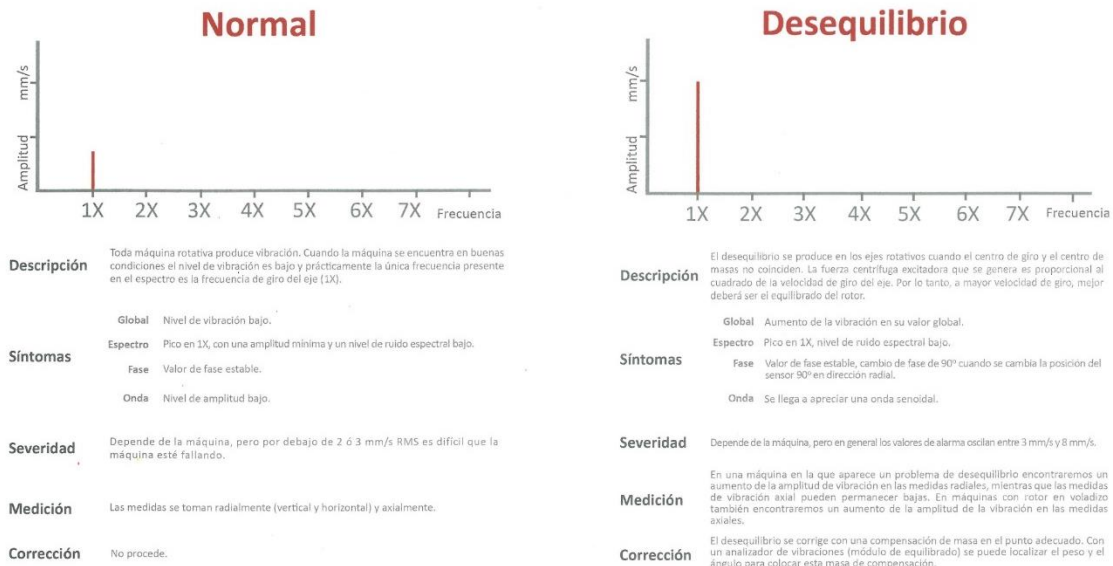 Normal
mm/s
Amplitud
1X 2X 3X 4X 5X 6X 7X Frecuencia
Descripción
Toda máquina rotativa produce vibración. Cuando la máquina se encuentra en buenas
condiciones el nivel de vibración es bajo y prácticamente la única frecuencia presente
en el espectro es la frecuencia de giro del eje (1X).
Síntomas
Global Nivel de vibración bajo.
Espectro Pico en 1X, con una amplitud mínima y un nivel de ruido espectral bajo.
Fase Valor de fase estable.
Onda Nivel de amplitud bajo.
Severidad
Depende de la máquina, pero por debajo de 2 ó 3 mm/s RMS es difícil que la
máquina esté fallando.
Medición
Las medidas se toman radialmente (vertical y horizontal) y axialmente.
Corrección
No procede.
Desequilibrio
mm/s
Amplitud
1X 2X 3X 4X 5X 6X 7X Frecuencia
Descripción
El desequilibrio se produce en los ejes rotativos cuando el centro de giro y el centro de
masas no coinciden. La fuerza centrífuga excitadora que se genera es proporcional al
cuadrado de la velocidad de giro del eje. Por lo tanto, a mayor velocidad de giro, mejor
deberá ser el equilibrado del rotor.
Síntomas
Global Aumento de la vibración en su valor global.
Espectro Pico en 1X, nivel de ruido espectral bajo.
Fase Valor de fase estable, cambio de fase de 90º cuando se cambia la posición del
sensor 90º en dirección radial.
Onda Se llega a apreciar una onda senoidal.
Severidad
Depende de la máquina, pero en general los valores de alarma oscilan entre 3 mm/s y 8 mm/s.
Medición
En una máquina en la que aparece un problema de desequilibrio encontraremos un
aumento de la amplitud de vibración en las medidas radiales, mientras que las medidas
de vibración axial pueden permanecer bajas. En máquinas con rotor en voladizo
también encontraremos un aumento de la amplitud de la vibración en las medidas
axiales.
Corrección
El desequilibrio se corrige con una compensación de masa en el punto adecuado. Con
un analizador de vibraciones (módulo de equilibrado) se puede localizar el peso y el
ángulo para colocar esta masa de compensación.